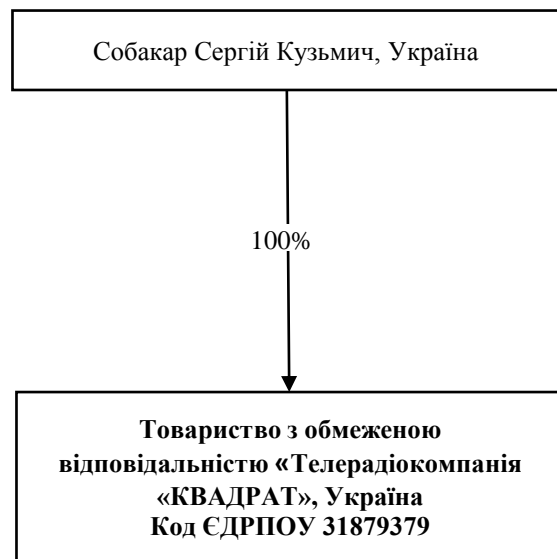 Собакар Сергій Кузьмич, Україна
100%
Товариство з обмеженою
відповідальністю «Телерадіокомпанія
«КВАДРАТ», Україна
Код ЄДРПОУ 31879379